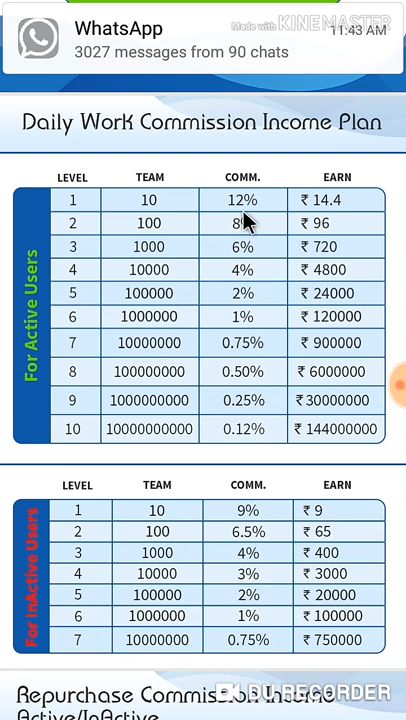 WhatsApp
Made with KINEMASTER
11:43 AM
3027 messages from 90 chats
Daily Work Commission Income Plan
LEVEL TEAM COMM. EARN
For Active Users
1 10 12% ₹ 14.4
2 100 8 ₹ 96
3 1000 6% ₹ 720
4 10000 4% ₹ 4800
5 100000 2% ₹ 24000
6 1000000 1% ₹ 120000
7 10000000 0.75% ₹ 900000
8 100000000 0.50% ₹ 6000000
9 1000000000 0.25% ₹30000000
10 10000000000 0.12% ₹ 144000000
LEVEL TEAM COMM. EARN
For InActive Users
1 10 9% ₹ 9
2 100 6.5% ₹ 65
3 1000 4% ₹ 400
4 10000 3% ₹ 3000
5 100000 2% ₹ 20000
6 1000000 1% ₹ 100000
7 10000000 0.75% ₹ 750000
Repurchase Commission Income
DU RECORDER
Active/InActive